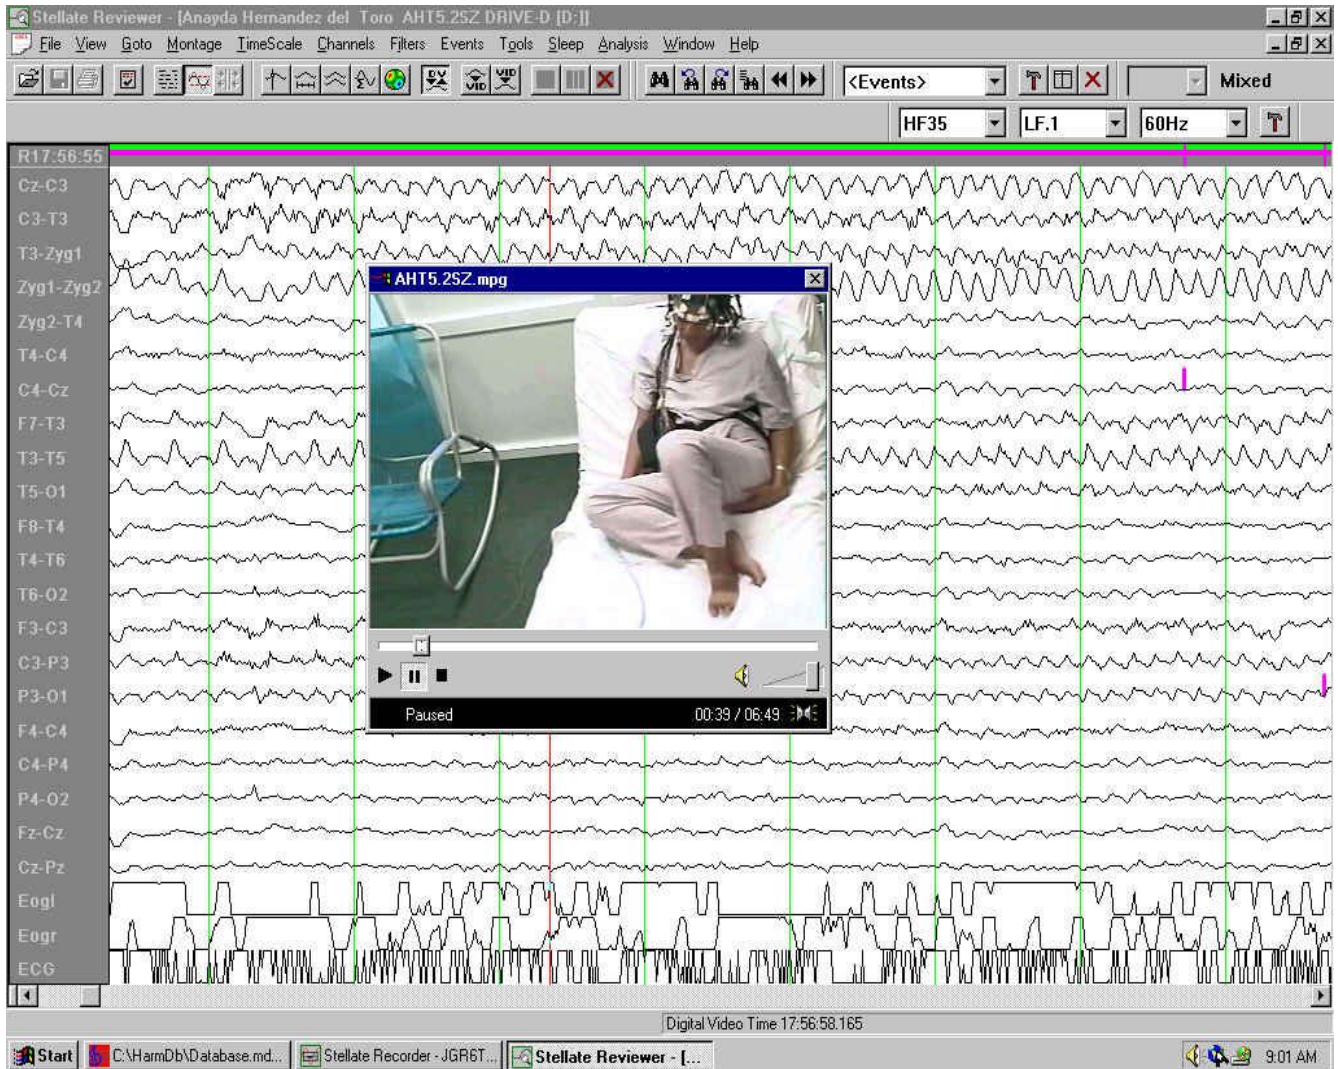 Stellate Reviewer - [Anayda Hernandez del Toro AHT5.2SZ DRIVE-D [D:]]
File View Goto Montage TimeScale Channels Filters Events Tools Sleep Analysis Window Help
<Events> Mixed
HF35 LF.1 60Hz
R17:56:55
Cz-C3
C3-T3
T3-Zyg1
Zyg1-Zyg2
Zyg2-T4
T4-C4
C4-Cz
F7-T3
T3-T5
T5-O1
F8-T4
T4-T6
T6-O2
F3-C3
C3-P3
P3-O1
F4-C4
C4-P4
P4-O2
Fz-Cz
Cz-Pz
Eogl
Eogr
ECG
AHT5.2SZ.mpg
Paused 00:39 / 06:49
Digital Video Time 17:56:58.165
Start C:\HarmDb\Database.md... Stellate Recorder - JGR6T... Stellate Reviewer - [... 9:01 AM